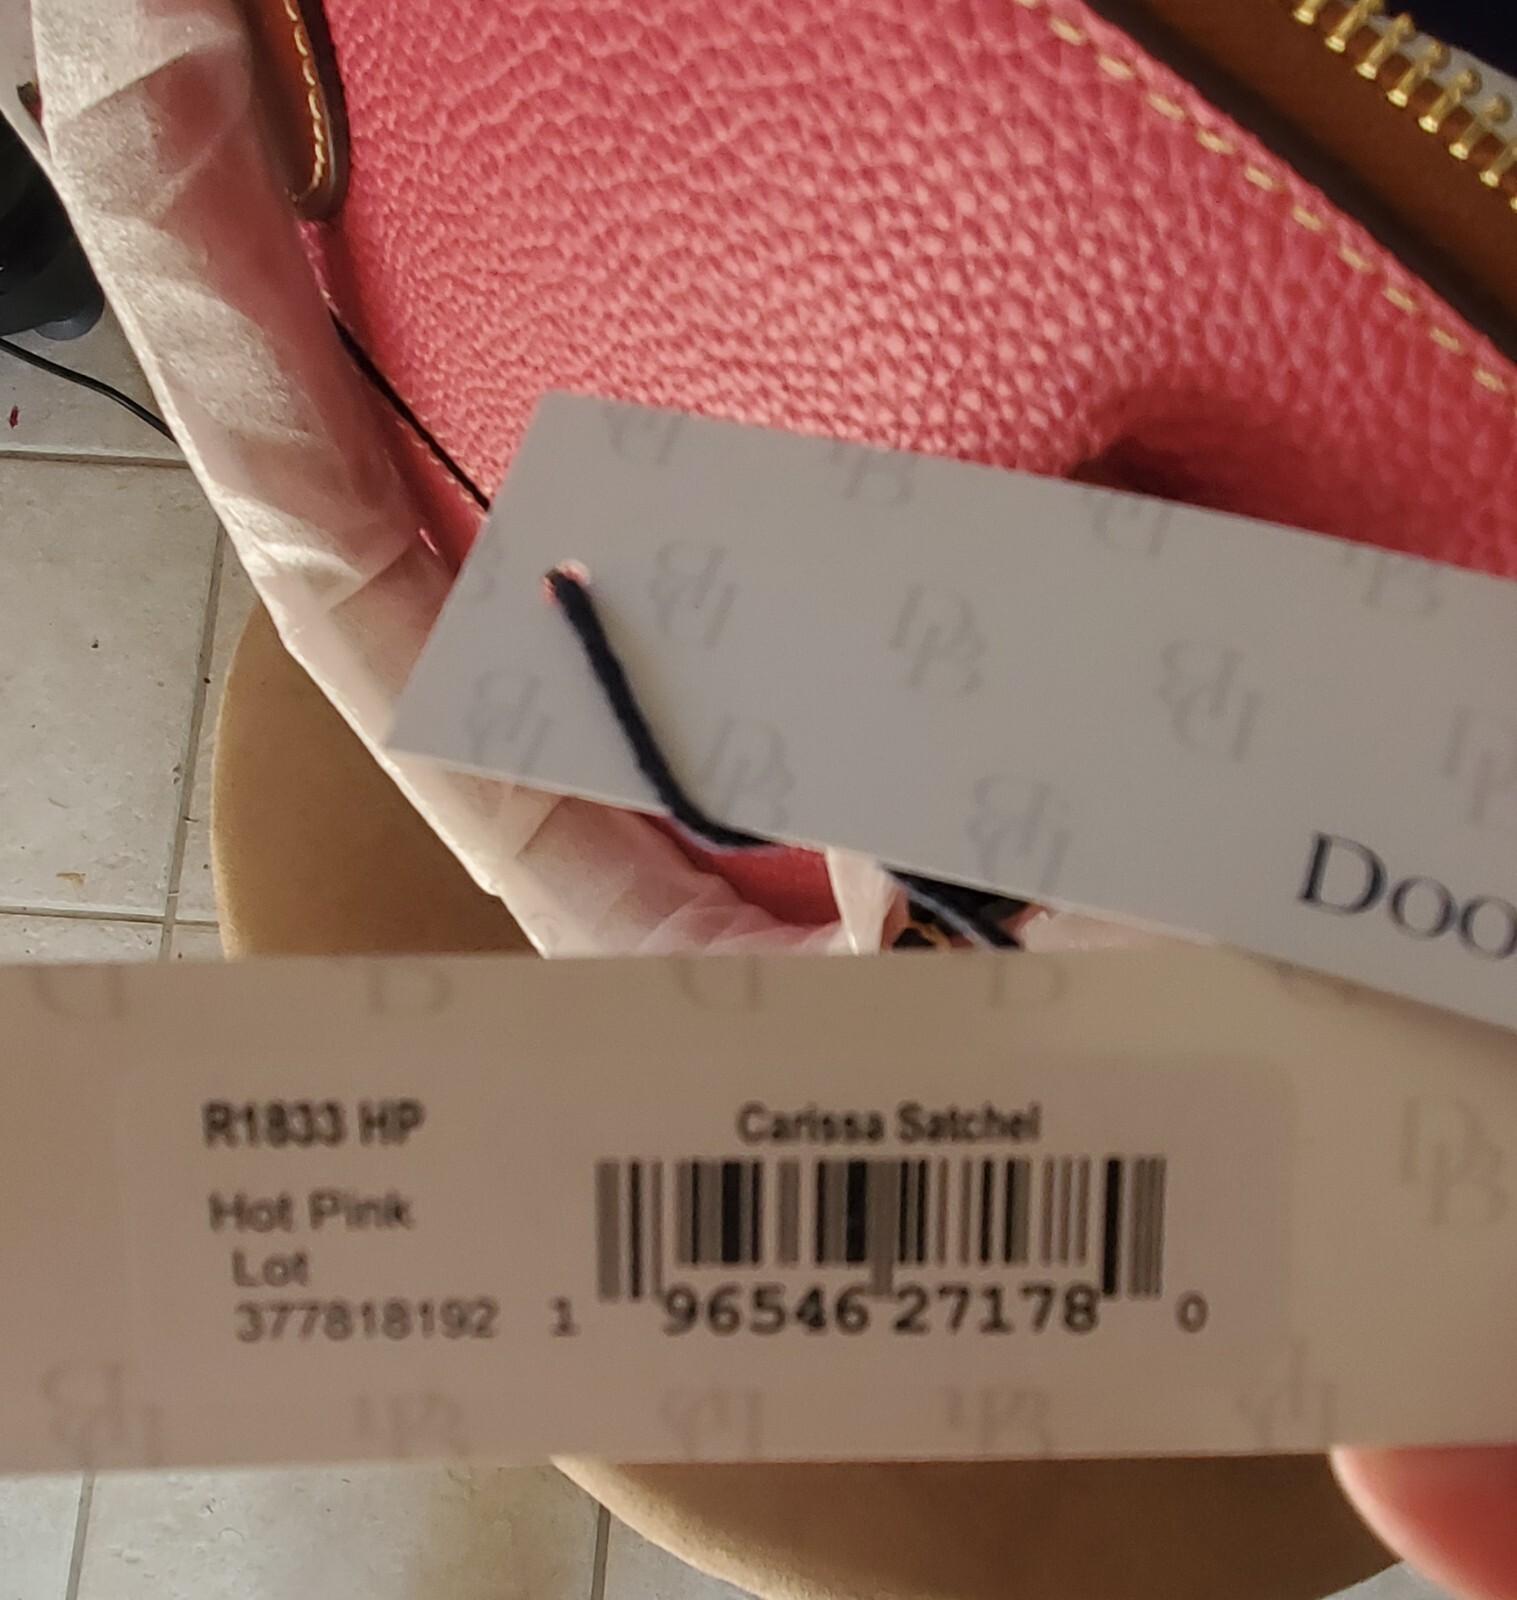 Doo
R1833 HP
Carissa Satchel
Hot Pink
Lot
377818192
1 96546 27178 0